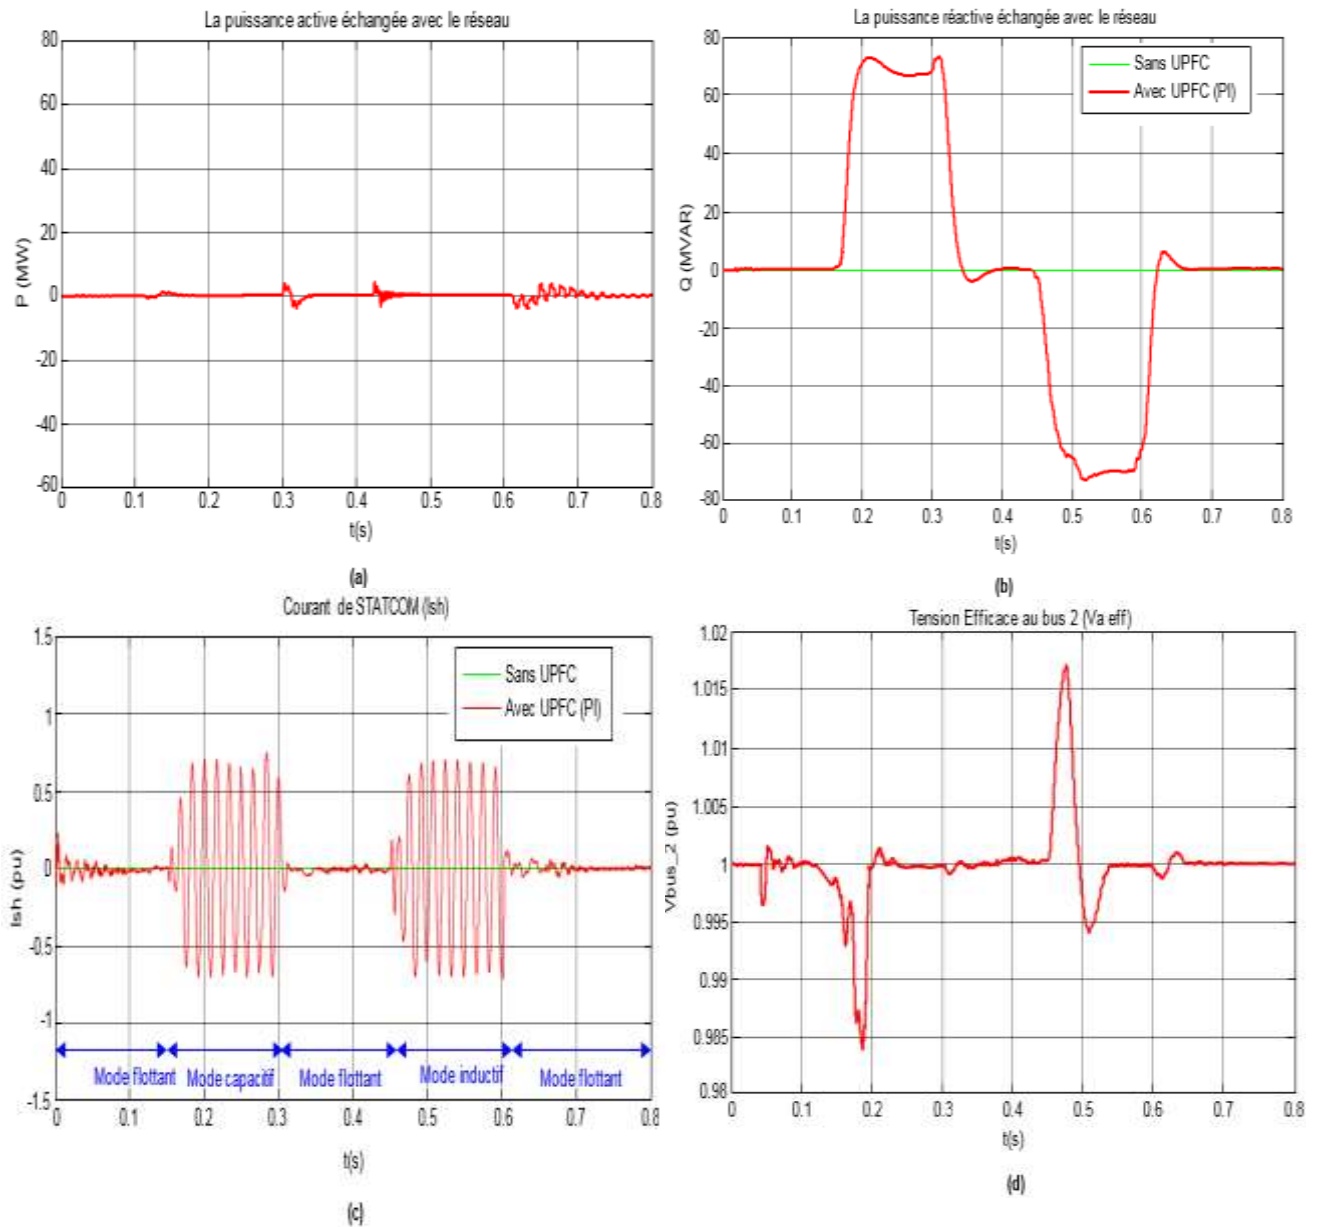 La puissance active échangée avec le réseau
80
60
40
20
0
-20
-40
-60
P (MW)
0 0.1 0.2 0.3 0.4 0.5 0.6 0.7 0.8
t(s)
(a)
La puissance réactive échangée avec le réseau
Sans UPFC
Avec UPFC (PI)
80
60
40
20
0
-20
-40
-60
-80
Q (MVAR)
0 0.1 0.2 0.3 0.4 0.5 0.6 0.7 0.8
t(s)
(b)
Courant de STATCOM (Ish)
Sans UPFC
Avec UPFC (PI)
1.5
1
0.5
0
-0.5
-1
-1.5
Ish (pu)
Mode flottant Mode capacitif Mode flottant Mode inductif Mode flottant
0 0.1 0.2 0.3 0.4 0.5 0.6 0.7 0.8
t(s)
(c)
Tension Efficace au bus 2 (Va eff)
1.02
1.015
1.01
1.005
1
0.995
0.99
0.985
0.98
Vbus_2 (pu)
0 0.1 0.2 0.3 0.4 0.5 0.6 0.7 0.8
t(s)
(d)